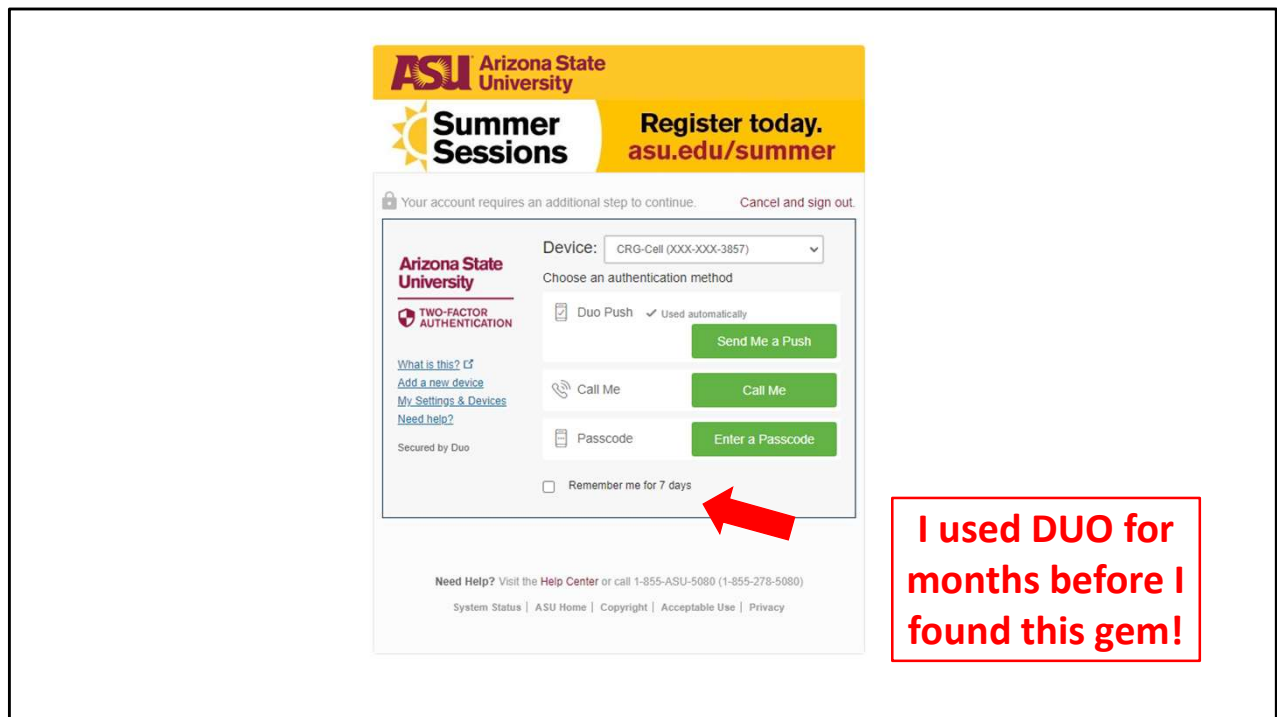 ASU Arizona State
University
Summer
Sessions
Register today.
asu.edu/summer
Your account requires an additional step to continue.
Cancel and sign out.
Arizona State
University
TWO-FACTOR
AUTHENTICATION
What is this?
Add a new device
My Settings & Devices
Need help?
Secured by Duo
Device: CRG-Cell (XXX-XXX-3857)
Choose an authentication method
Duo Push Used automatically
Send Me a Push
Call Me Call Me
Passcode Enter a Passcode
Remember me for 7 days
I used DUO for
months before I
found this gem!
Need Help? Visit the Help Center or call 1-855-ASU-5080 (1-855-278-5080)
System Status | ASU Home | Copyright | Acceptable Use | Privacy